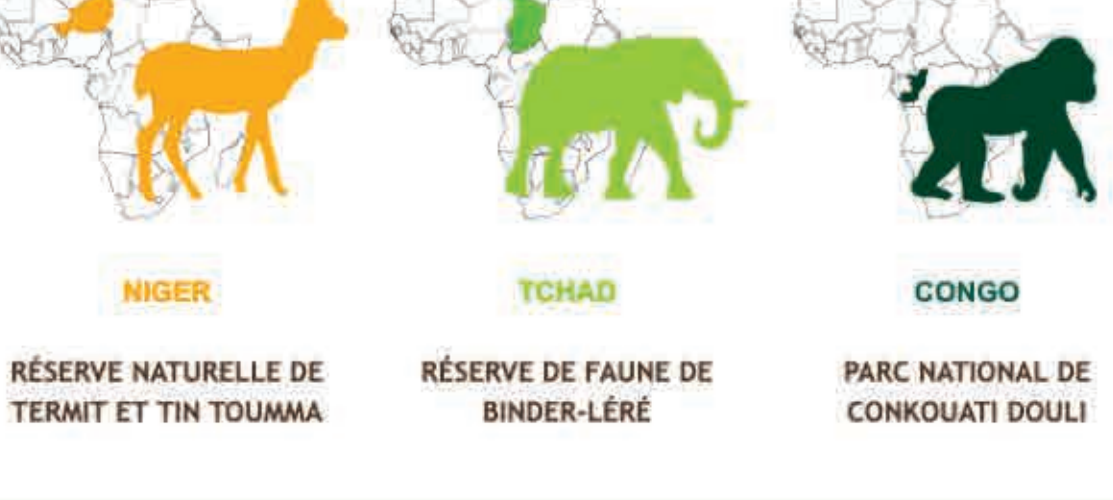 NIGER
RÉSERVE NATURELLE DE
TERMIT ET TIN TOUMMA
TCHAD
RÉSERVE DE FAUNE DE
BINDER-LÉRÉ
CONGO
PARC NATIONAL DE
CONKOUATI DOULI